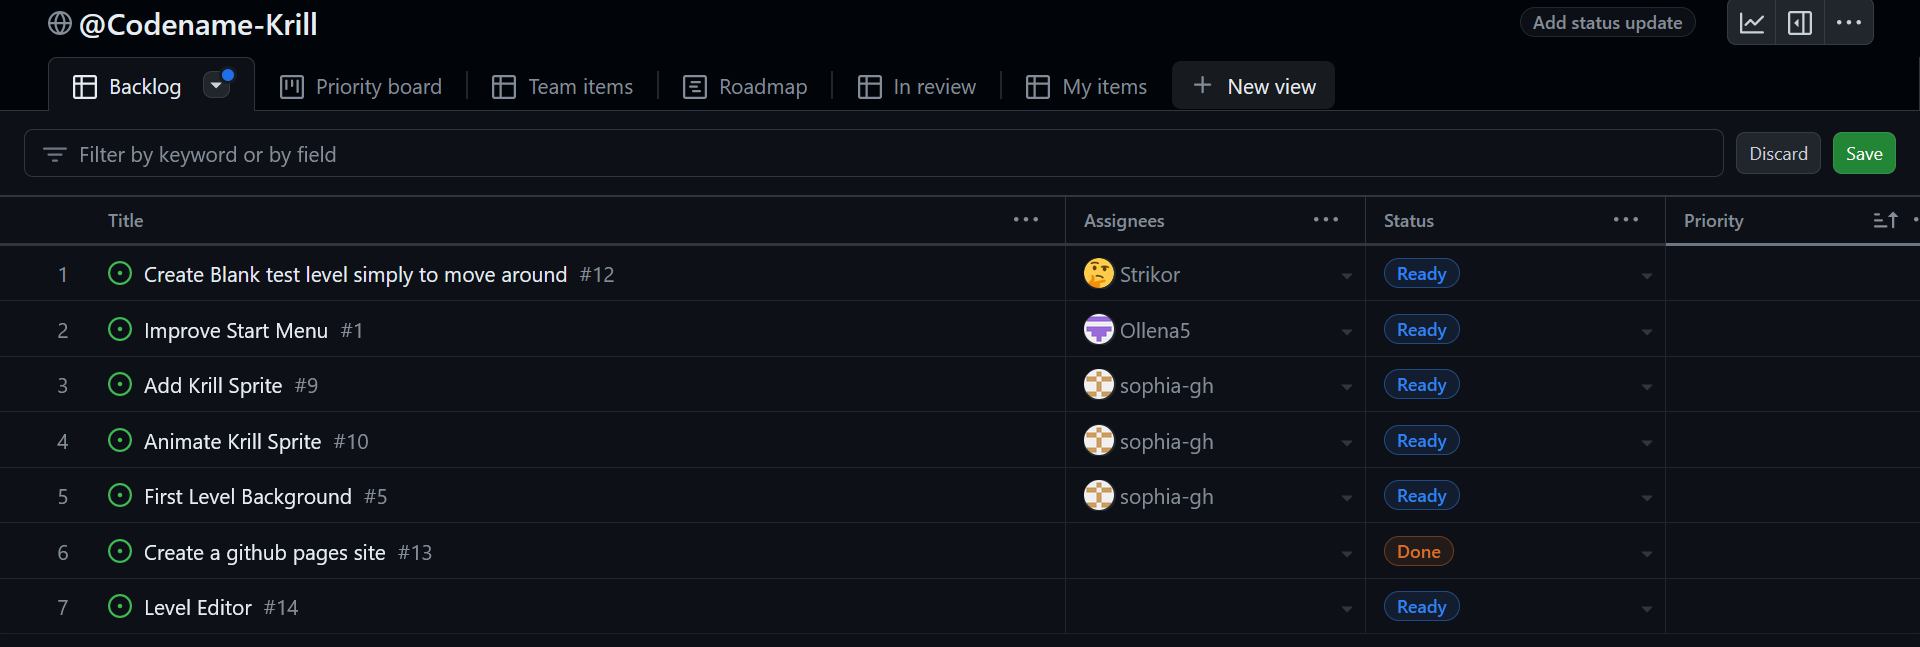 @Codename-Krill
Add status update
Backlog
Priority board
Team items
Roadmap
In review
My items
New view
Filter by keyword or by field
Discard
Save
Title
Assignees
Status
Priority
1 Create Blank test level simply to move around #12 Strikor Ready
2 Improve Start Menu #1 Ollena5 Ready
3 Add Krill Sprite #9 sophia-gh Ready
4 Animate Krill Sprite #10 sophia-gh Ready
5 First Level Background #5 sophia-gh Ready
6 Create a github pages site #13 Done
7 Level Editor #14 Ready